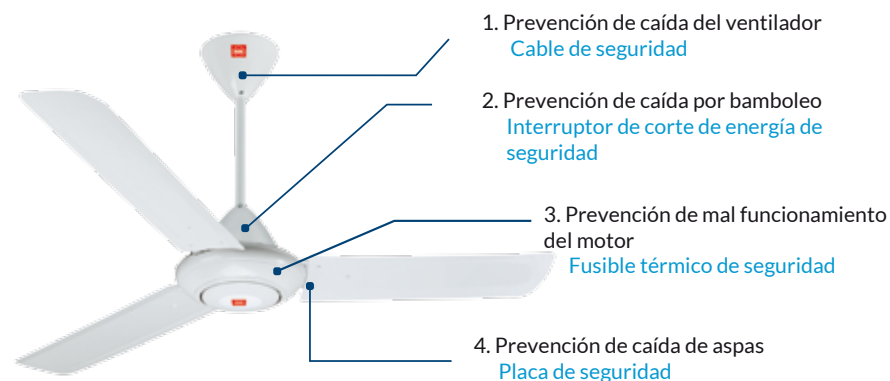 1. Prevención de caída del ventilador
Cable de seguridad
2. Prevención de caída por bamboleo
Interruptor de corte de energía de
seguridad
3. Prevención de mal funcionamiento
del motor
Fusible térmico de seguridad
4. Prevención de caída de aspas
Placa de seguridad